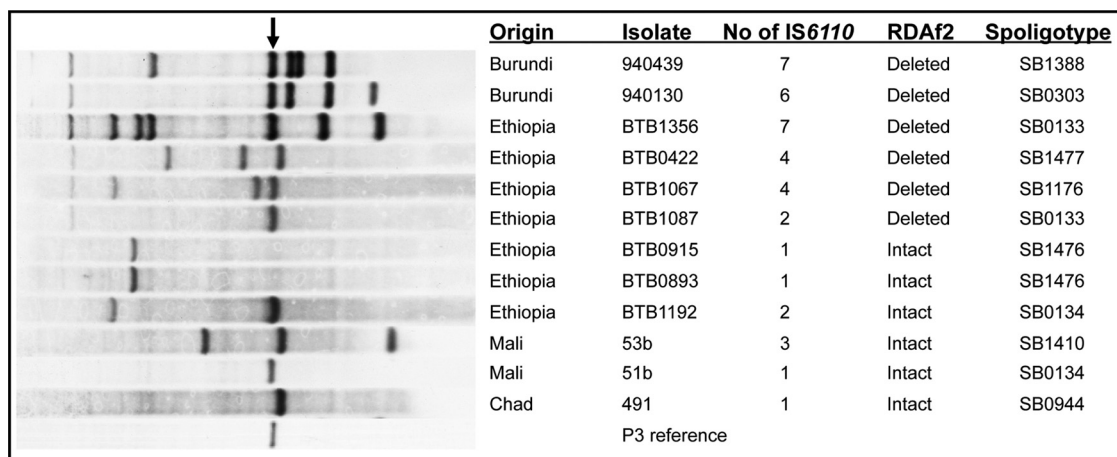 Origin Isolate No of IS6110 RDAf2 Spoligotype
Burundi 940439 7 Deleted SB1388
Burundi 940130 6 Deleted SB0303
Ethiopia BTB1356 7 Deleted SB0133
Ethiopia BTB0422 4 Deleted SB1477
Ethiopia BTB1067 4 Deleted SB1176
Ethiopia BTB1087 2 Deleted SB0133
Ethiopia BTB0915 1 Intact SB1476
Ethiopia BTB0893 1 Intact SB1476
Ethiopia BTB1192 2 Intact SB0134
Mali 53b 3 Intact SB1410
Mali 51b 1 Intact SB0134
Chad 491 1 Intact SB0944
P3 reference